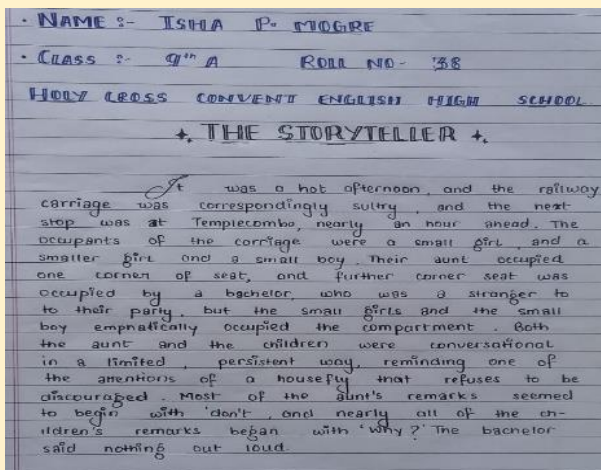 · NAME :- ISHA P. MOGRE
· CLASS :- 9th A ROLL NO - 38
HOLY CROSS CONVENT ENGLISH HIGH SCHOOL
THE STORYTELLER
It was a hot afternoon, and the railway
carriage was correspondingly sultry, and the next
stop was at Templecombe, nearly an hour ahead. The
occupants of the carriage were a small girl, and a
smaller girl and a small boy. Their aunt occupied
one corner of seat, and further corner seat was
occupied by a bachelor, who was a stranger to
to their party, but the small girls and the small
boy emphatically occupied the compartment. Both
the aunt and the children were conversational
in a limited, persistent way, reminding one of
the attentions of a housefly that refuses to be
discouraged. Most of the aunt's remarks seemed
to begin with 'don't, and nearly all of the ch-
ildren's remarks began with 'Why?' The bachelor
said nothing out loud.